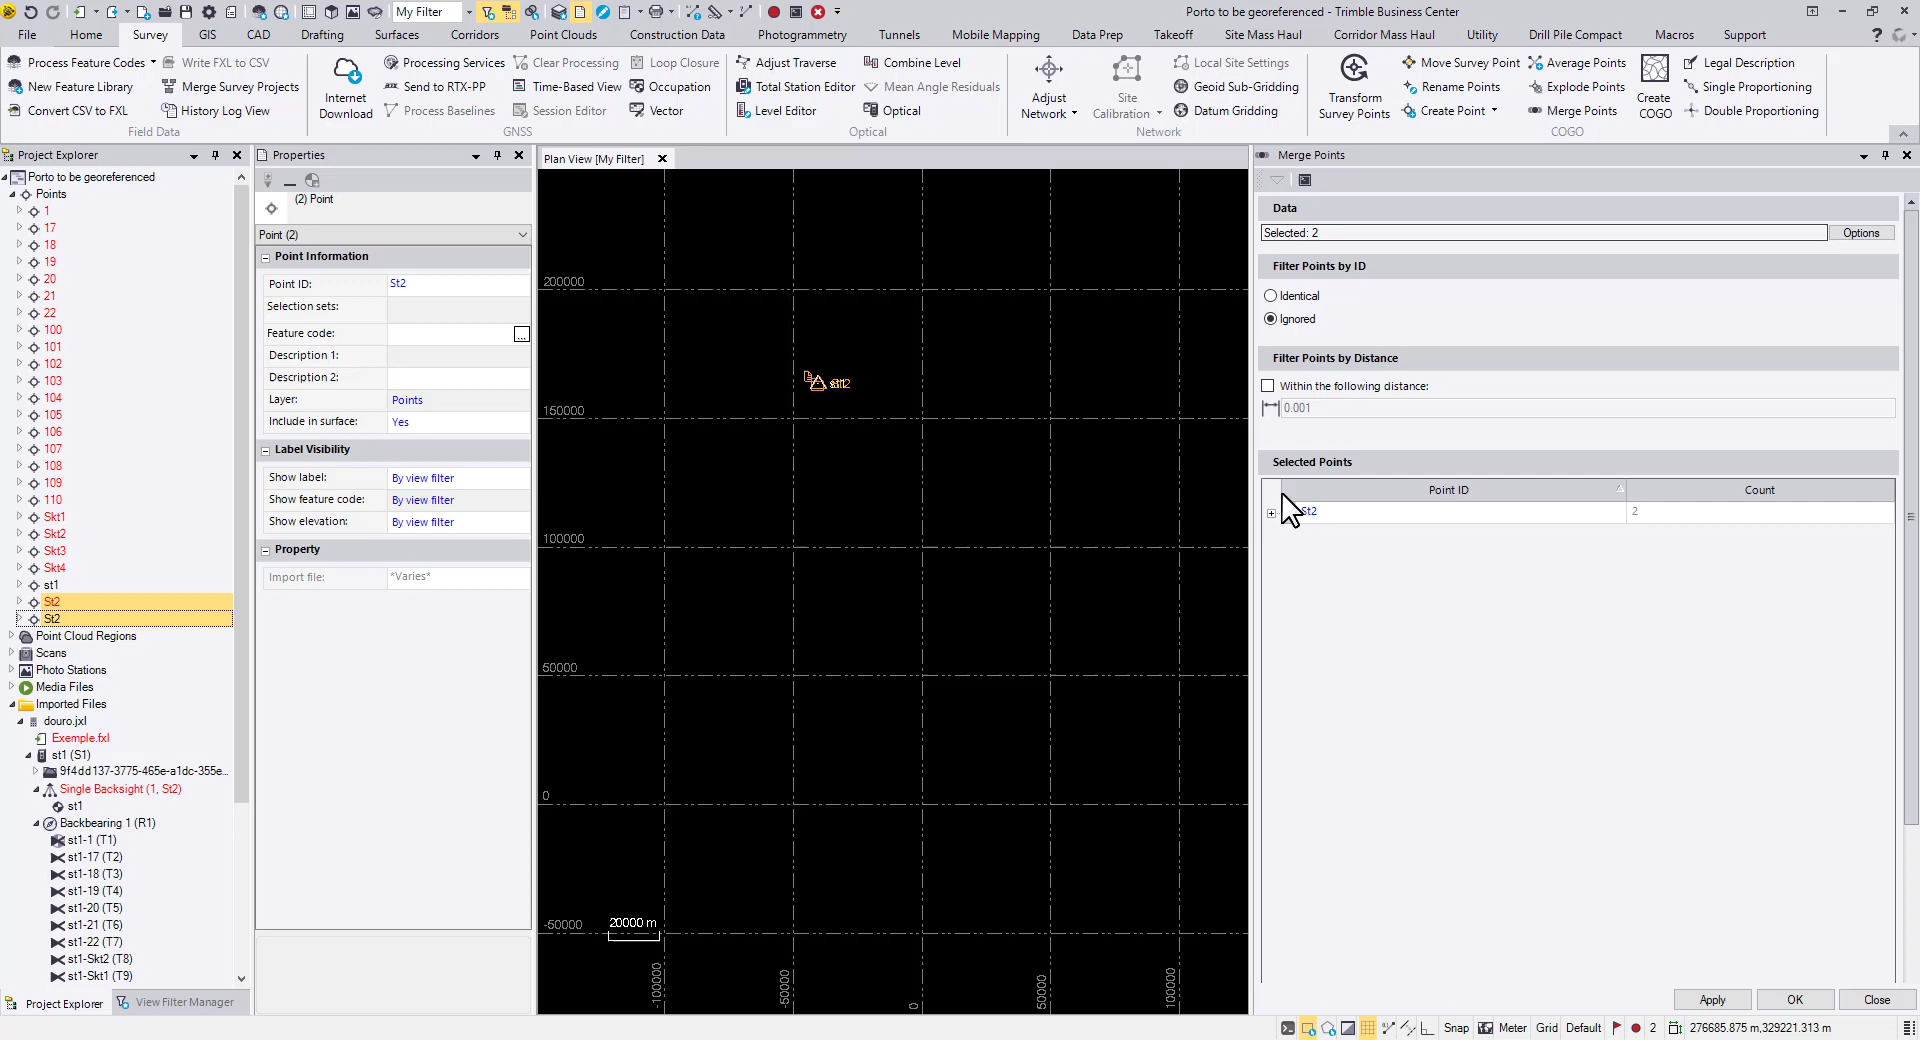 My Filter
Porto to be georeferenced - Trimble Business Center
File Home Survey GIS CAD Drafting Surfaces Corridors Point Clouds Construction Data Photogrammetry Tunnels Mobile Mapping Data Prep Takeoff Site Mass Haul Corridor Mass Haul Utility Drill Pile Compact Macros Support
Process Feature Codes Write FXL to CSV
New Feature Library Merge Survey Projects
Convert CSV to FXL History Log View
Field Data
Internet Download
Processing Services Clear Processing Loop Closure
Send to RTX-PP Time-Based View Occupation
Process Baselines Session Editor Vector
GNSS
Adjust Traverse Combine Level
Total Station Editor Mean Angle Residuals
Level Editor Optical
Optical
Adjust Network
Site Calibration
Local Site Settings
Geoid Sub-Gridding
Datum Gridding
Network
Transform Survey Points
Move Survey Point Average Points
Rename Points Explode Points
Create Point Merge Points
Create COGO
Legal Description
Single Proportioning
Double Proportioning
COGO
Project Explorer
Porto to be georeferenced
Points
1
17
18
19
20
21
22
100
101
102
103
104
105
106
107
108
109
110
Skt1
Skt2
Skt3
Skt4
st1
St2
St2
Point Cloud Regions
Scans
Photo Stations
Media Files
Imported Files
douro.jxl
Exemple.fxl
st1 (S1)
9f4dd137-3775-465e-a1dc-355e...
Single Backsight (1, St2)
st1
Backbearing 1 (R1)
st1-1 (T1)
st1-17 (T2)
st1-18 (T3)
st1-19 (T4)
st1-20 (T5)
st1-21 (T6)
st1-22 (T7)
st1-Skt2 (T8)
st1-Skt1 (T9)
Project Explorer View Filter Manager
Properties
(2) Point
Point (2)
Point Information
Point ID: St2
Selection sets:
Feature code: ...
Description 1:
Description 2:
Layer: Points
Include in surface: Yes
Label Visibility
Show label: By view filter
Show feature code: By view filter
Show elevation: By view filter
Property
Import file: *Varies*
Plan View [My Filter]
200000
150000
100000
50000
0
-50000
20000 m
-100000
-50000
0
50000
100000
Merge Points
Data
Selected: 2 Options
Filter Points by ID
Identical
Ignored
Filter Points by Distance
Within the following distance:
0.001
Selected Points
Point ID Count
St2 2
Apply OK Close
Snap Meter Grid Default 2 276685.875 m,329221.313 m